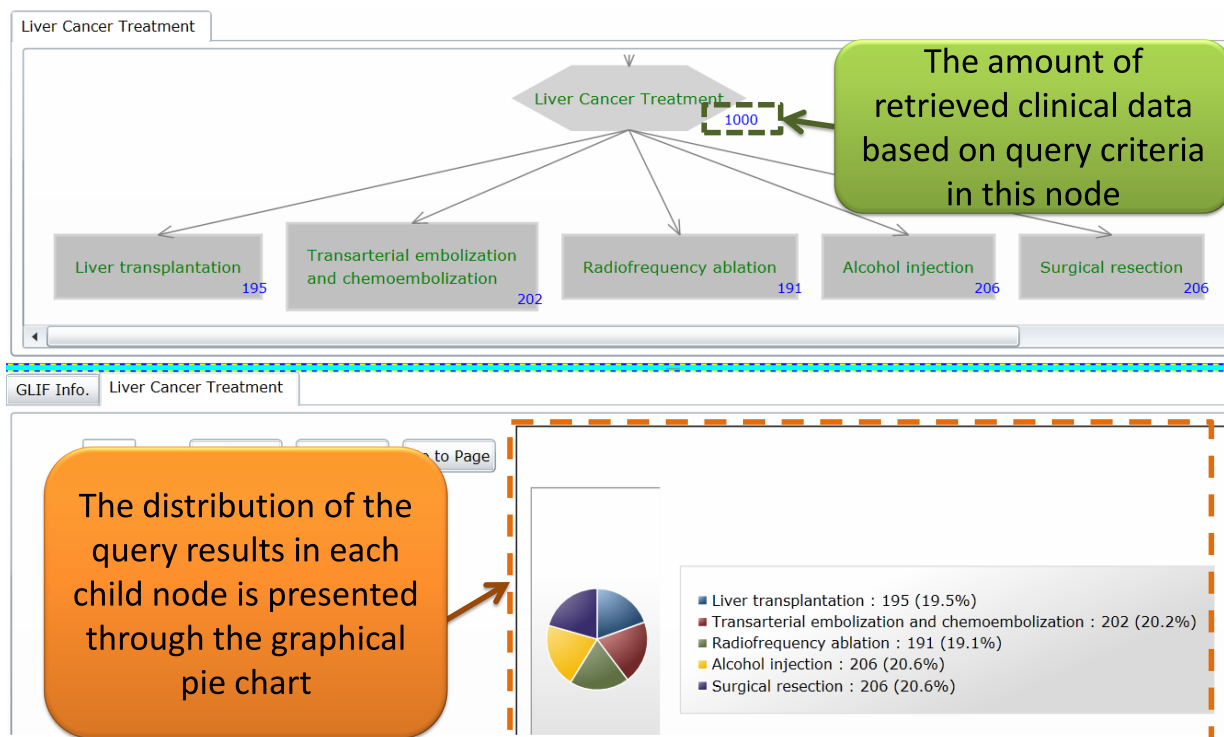 Liver Cancer Treatment
Liver Cancer Treatment
1000
The amount of
retrieved clinical data
based on query criteria
in this node
Liver transplantation
195
Transarterial embolization
and chemoembolization
202
Radiofrequency ablation
191
Alcohol injection
206
Surgical resection
206
GLIF Info.
Liver Cancer Treatment
to Page
The distribution of the
query results in each
child node is presented
through the graphical
pie chart
Liver transplantation : 195 (19.5%)
Transarterial embolization and chemoembolization : 202 (20.2%)
Radiofrequency ablation : 191 (19.1%)
Alcohol injection : 206 (20.6%)
Surgical resection : 206 (20.6%)